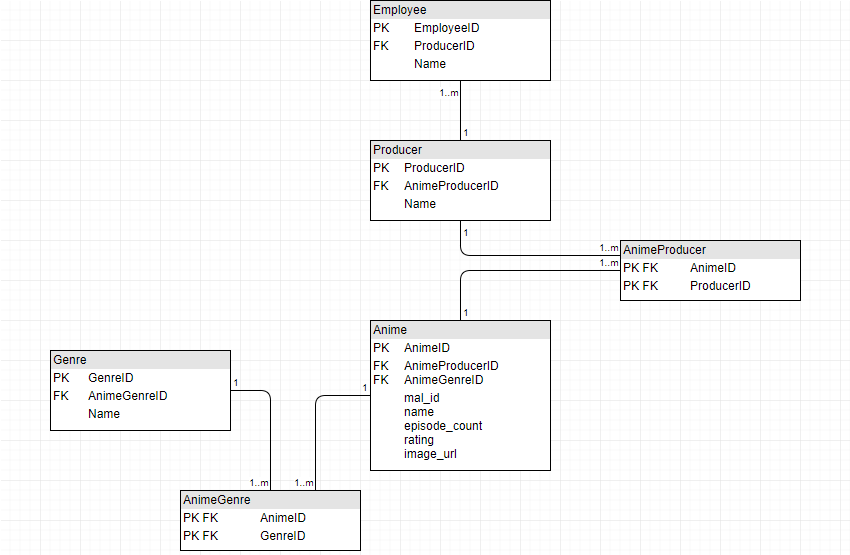 Employee
PK EmployeeID
FK ProducerID
Name
1..m
1
Producer
PK ProducerID
FK AnimeProducerID
Name
1
1..m
AnimeProducer
1..m
PK FK AnimeID
PK FK ProducerID
1
Anime
PK AnimeID
FK AnimeProducerID
FK AnimeGenreID
mal_id
name
episode_count
rating
image_url
Genre
PK GenreID
FK AnimeGenreID
Name
1
1
1..m
1..m
AnimeGenre
PK FK AnimeID
PK FK GenreID